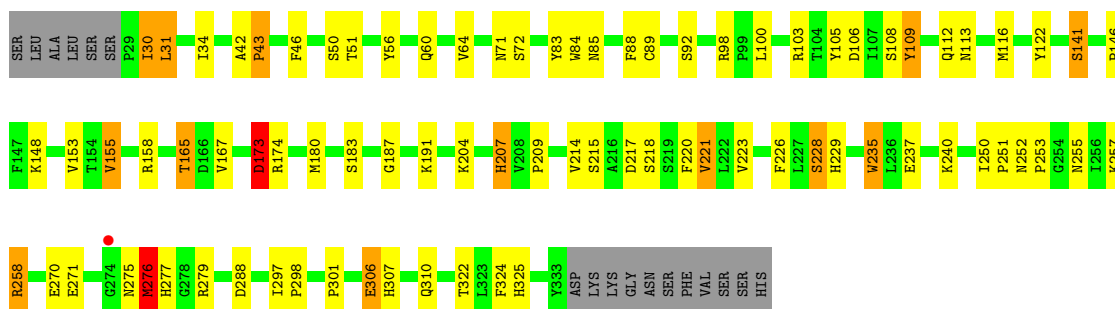 SER LEU ALA LEU SER SER P29 I30 L31 I34 A42 P43 F46 S50 T51 Y56 Q60 V64 N71 S72 Y83 W84 N85 F88 C89 S92 R98 P99 L100 R103 T104 Y105 D106 I107 S108 Y109 Q112 N113 M116 Y122 S141
F147 K148 V153 T154 V155 R158 T165 D166 V167 D173 R174 M180 S183 G187 K191 K204 H207 V208 P209 V214 S215 A216 D217 S218 S219 F220 V221 L222 V223 F226 L227 S228 H229 W235 L236 E237 K240 I250 P251 N252 P253 G254 N255 I256
R258 E270 E271 G274 N275 M276 H277 G278 R279 D288 I297 P298 P301 E306 H307 Q310 T322 L323 F324 H325 Y333 ASP LYS LYS GLY ASN SER PHE VAL SER SER HIS